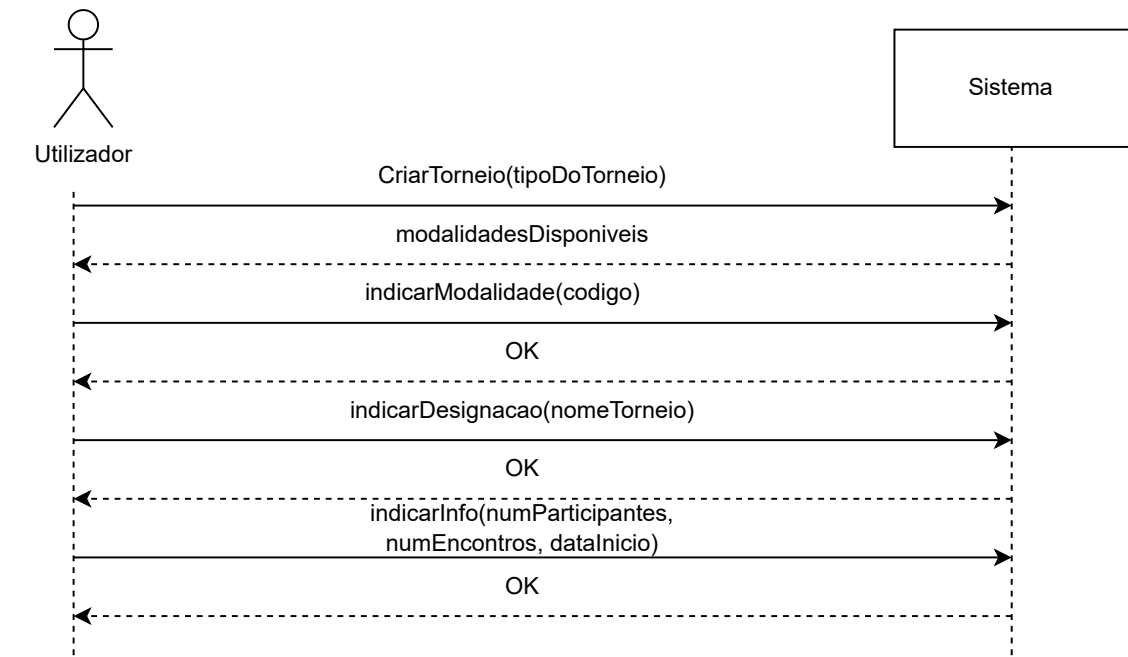 Sistema
Utilizador
CriarTorneio(tipoDoTorneio)
modalidadesDisponiveis
indicarModalidade(codigo)
OK
indicarDesignacao(nomeTorneio)
OK
indicarInfo(numParticipantes,
numEncontros, dataInicio)
OK